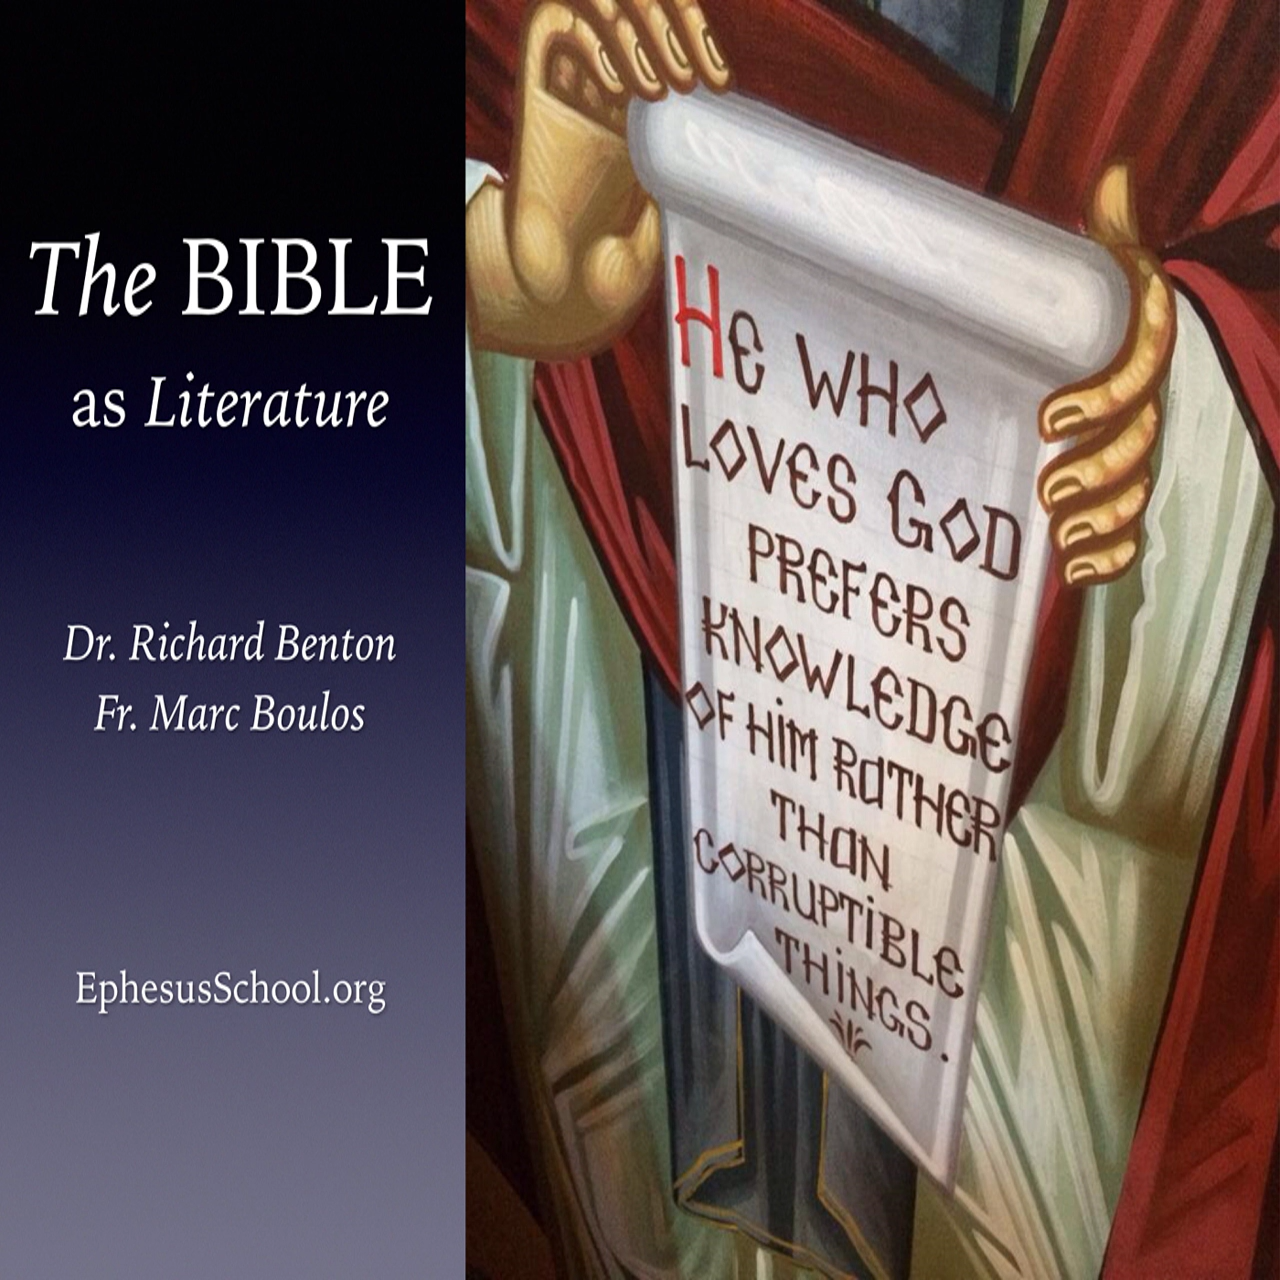 The BIBLE
as Literature
Dr. Richard Benton
Fr. Marc Boulos
EphesusSchool.org
HE WHO
LOVES GOD
PREFERS
KNOWLEDGE
OF HIM RATHER
THAN
CORRUPTIBLE
THINGS.